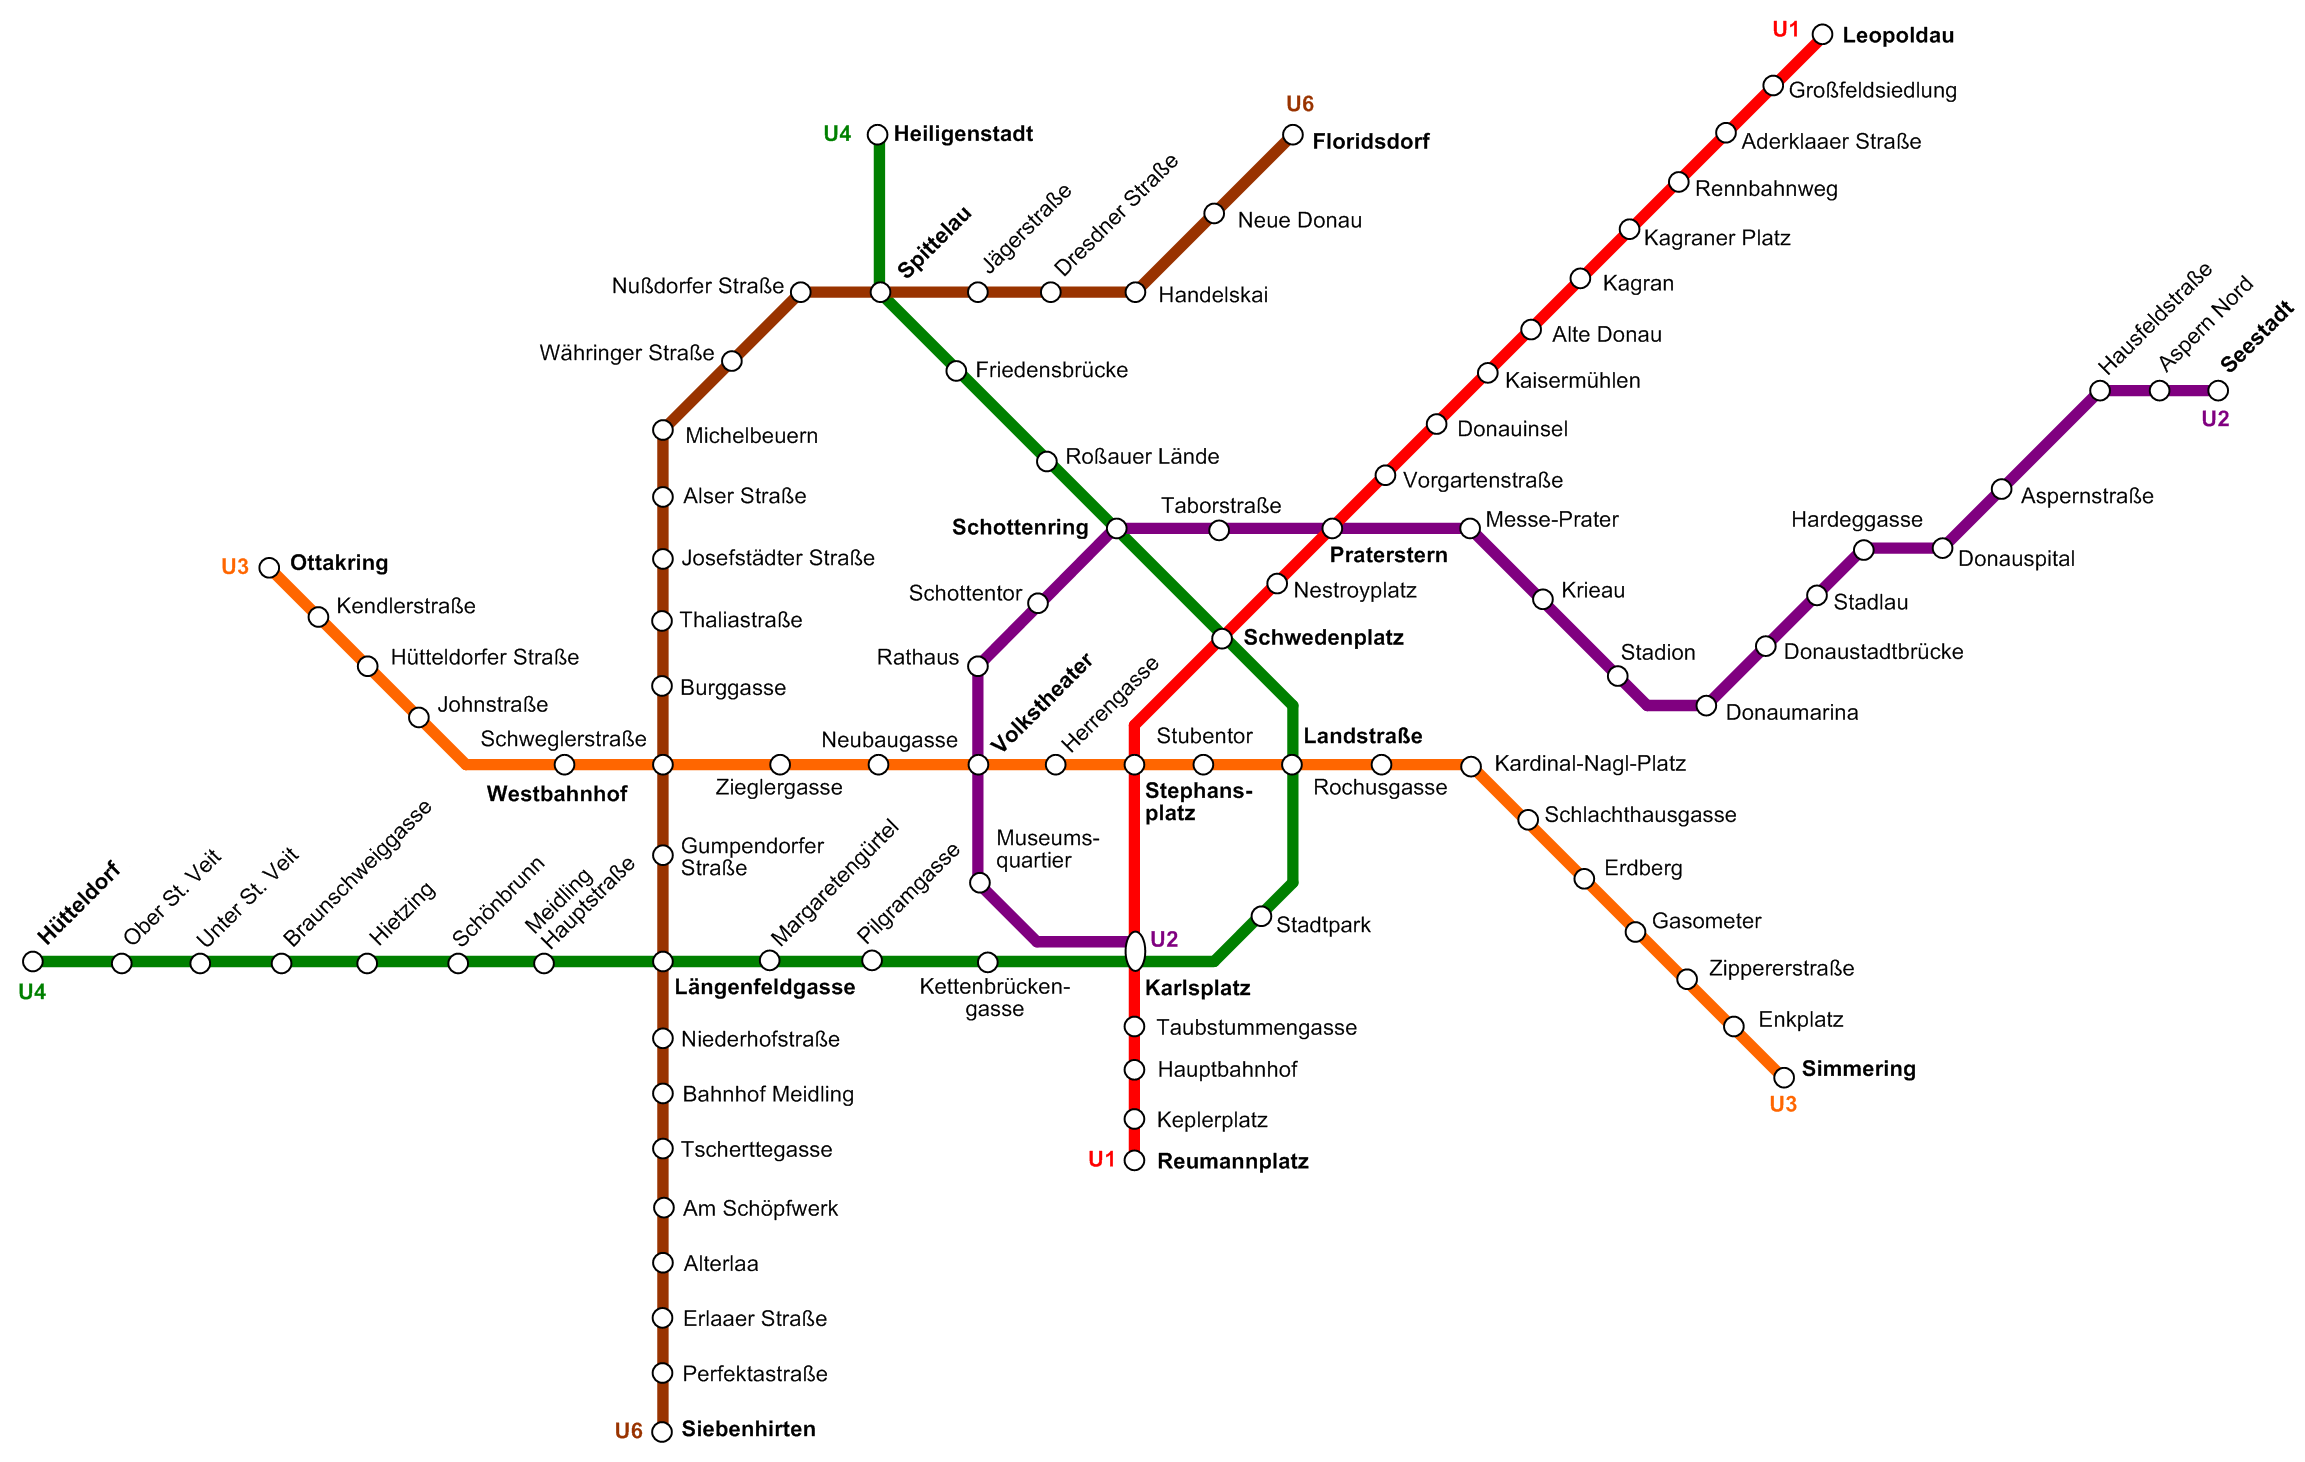 U1
Leopoldau
Großfeldsiedlung
U6
U4
Heiligenstadt
Floridsdorf
Aderklaaer Straße
Rennbahnweg
Spittelau
Jägerstraße
Dresdner Straße
Neue Donau
Kagraner Platz
Nußdorfer Straße
Handelskai
Kagran
Alte Donau
Hausfeldstraße
Aspern Nord
Seestadt
U2
Währinger Straße
Friedensbrücke
Kaisermühlen
Donauinsel
Michelbeuern
Roßauer Lände
Vorgartenstraße
Alser Straße
Taborstraße
Aspernstraße
Schottenring
Messe-Prater
Hardeggasse
Praterstern
Donauspital
U3
Ottakring
Josefstädter Straße
Kendlerstraße
Schottentor
Nestroyplatz
Krieau
Stadlau
Thaliastraße
Schwedenplatz
Hütteldorfer Straße
Rathaus
Stadion
Donaustadtbrücke
Burggasse
Volkstheater
Herrengasse
Johnstraße
Donaumarina
Schweglerstraße
Neubaugasse
Stubentor
Landstraße
Kardinal-Nagl-Platz
Westbahnhof
Zieglergasse
Stephans-
platz
Rochusgasse
Schlachthausgasse
Gumpendorfer
Straße
Museums-
quartier
Erdberg
Hütteldorf
Ober St. Veit
Unter St. Veit
Braunschweiggasse
Hietzing
Schönbrunn
Meidling
Hauptstraße
Margaretengürtel
Pilgramgasse
Stadtpark
Gasometer
U2
U4
Längenfeldgasse
Kettenbrücken-
gasse
Karlsplatz
Zippererstraße
Niederhofstraße
Taubstummengasse
Enkplatz
Hauptbahnhof
Simmering
U3
Bahnhof Meidling
Keplerplatz
Tscherttegasse
U1
Reumannplatz
Am Schöpfwerk
Alterlaa
Erlaaer Straße
Perfektastraße
U6
Siebenhirten